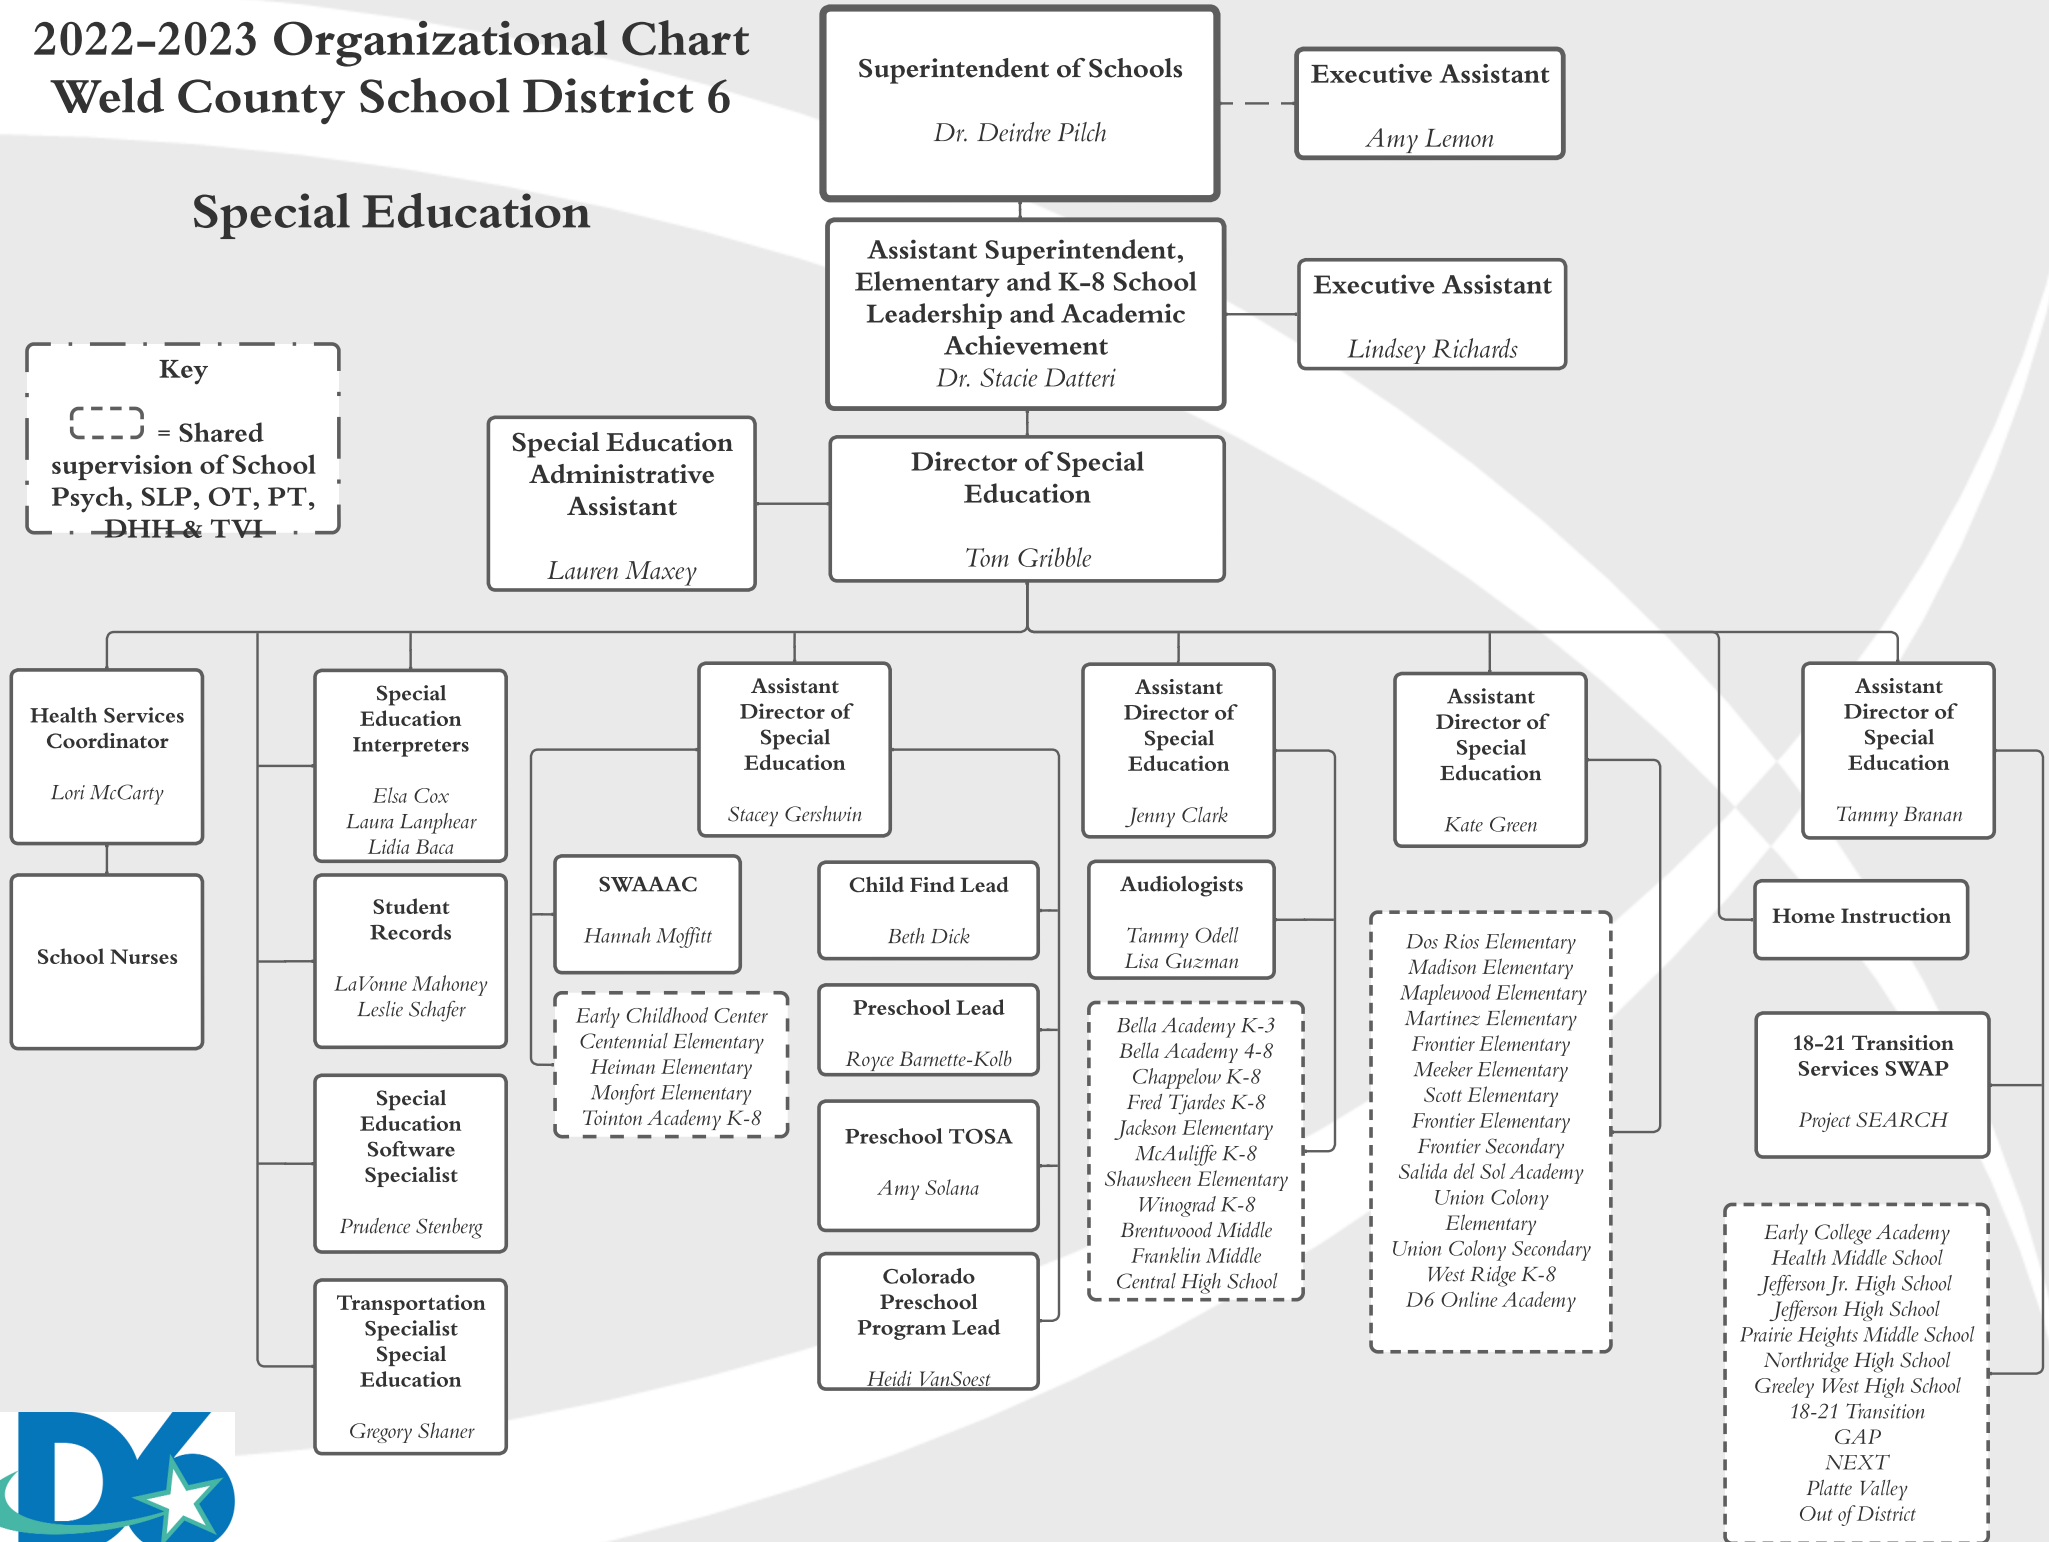 2022-2023 Organizational Chart
Weld County School District 6
Special Education
Superintendent of Schools
Dr. Deirdre Pilch
Executive Assistant
Amy Lemon
Assistant Superintendent,
Elementary and K-8 School
Leadership and Academic
Achievement
Dr. Stacie Datteri
Executive Assistant
Lindsey Richards
Key
= Shared
supervision of School
Psych, SLP, OT, PT,
DHH & TVI
Special Education
Administrative
Assistant
Lauren Maxey
Director of Special
Education
Tom Gribble
Health Services
Coordinator
Lori McCarty
School Nurses
Special
Education
Interpreters
Elsa Cox
Laura Lanphear
Lidia Baca
Student
Records
LaVonne Mahoney
Leslie Schafer
Special
Education
Software
Specialist
Prudence Stenberg
Transportation
Specialist
Special
Education
Gregory Shaner
Assistant
Director of
Special
Education
Stacey Gershwin
SWAAAC
Hannah Moffitt
Early Childhood Center
Centennial Elementary
Heiman Elementary
Monfort Elementary
Tointon Academy K-8
Child Find Lead
Beth Dick
Preschool Lead
Royce Barnette-Kolb
Preschool TOSA
Amy Solana
Colorado
Preschool
Program Lead
Heidi VanSoest
Assistant
Director of
Special
Education
Jenny Clark
Audiologists
Tammy Odell
Lisa Guzman
Bella Academy K-3
Bella Academy 4-8
Chappelow K-8
Fred Tjardes K-8
Jackson Elementary
McAuliffe K-8
Shawsheen Elementary
Winograd K-8
Brentwoood Middle
Franklin Middle
Central High School
Assistant
Director of
Special
Education
Kate Green
Dos Rios Elementary
Madison Elementary
Maplewood Elementary
Martinez Elementary
Frontier Elementary
Meeker Elementary
Scott Elementary
Frontier Elementary
Frontier Secondary
Salida del Sol Academy
Union Colony
Elementary
Union Colony Secondary
West Ridge K-8
D6 Online Academy
Assistant
Director of
Special
Education
Tammy Branan
Home Instruction
18-21 Transition
Services SWAP
Project SEARCH
Early College Academy
Health Middle School
Jefferson Jr. High School
Jefferson High School
Prairie Heights Middle School
Northridge High School
Greeley West High School
18-21 Transition
GAP
NEXT
Platte Valley
Out of District
D6